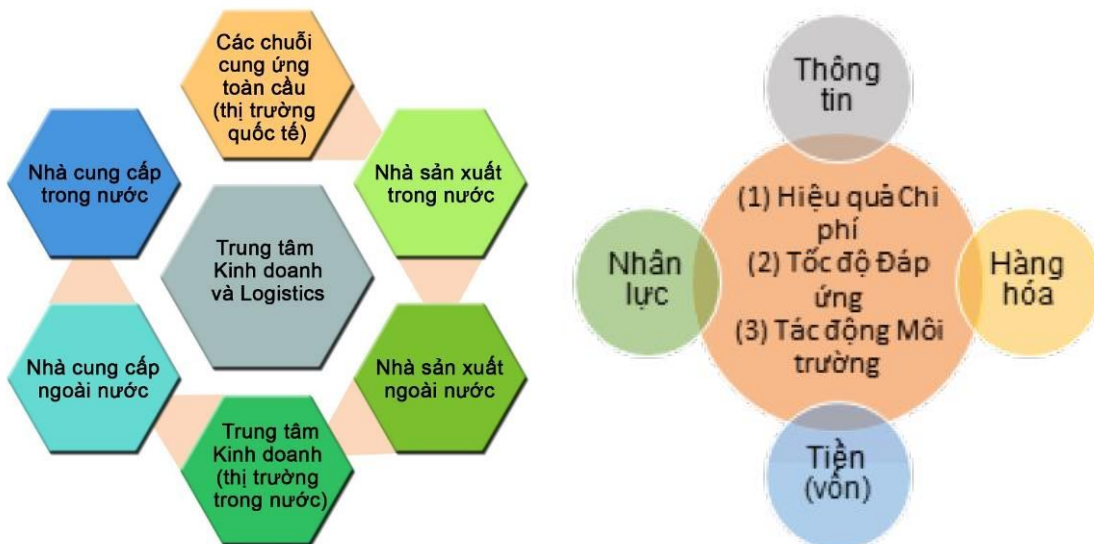 Các chuỗi
cung ứng
toàn cầu
(thị trường
quốc tế)
Nhà cung cấp
trong nước
Nhà sản xuất
trong nước
Trung tâm
Kinh doanh
và Logistics
Nhà cung cấp
ngoài nước
Nhà sản xuất
ngoài nước
Trung tâm
Kinh doanh
(thị trường
trong nước)
Thông
tin
Nhân
lực
(1) Hiệu quả Chi
phí
(2) Tốc độ Đáp
ứng
(3) Tác động Môi
trường
Hàng
hóa
Tiền
(vốn)